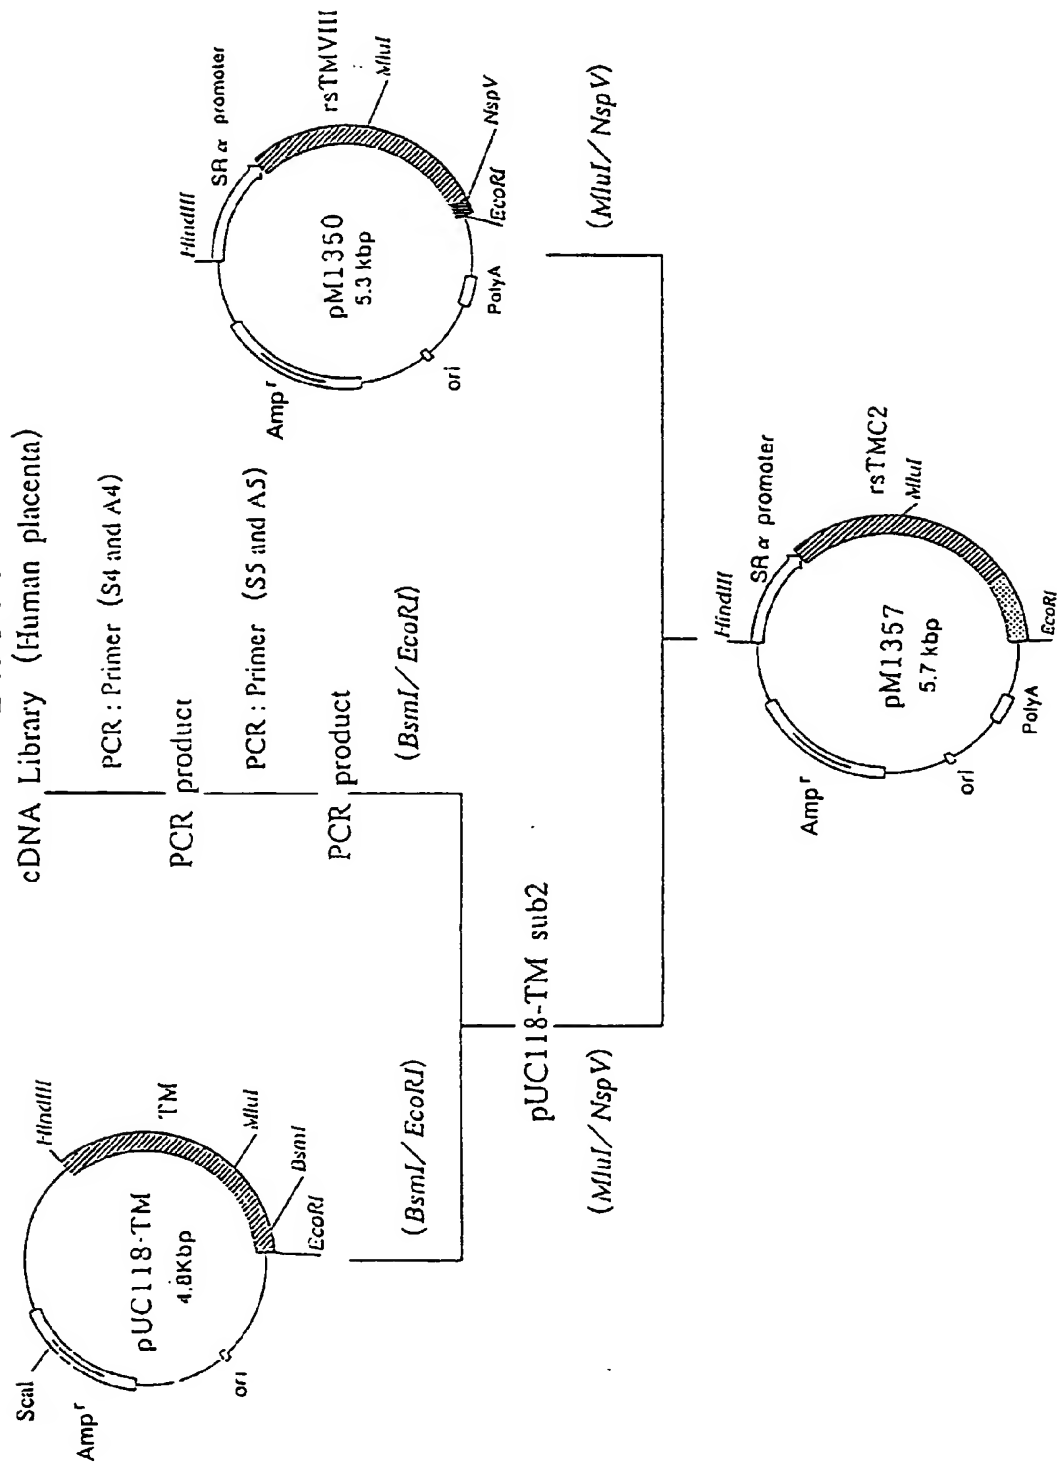 cDNA Library (Human placenta)
PCR : Primer (S4 and A4)
PCR product
PCR : Primer (S5 and A5)
PCR product
(BsmI/ EcoRI)
ScaI
HindIII
TM
MluI
BsmI
EcoRI
ori
Amp r
pUC118-TM
4.8Kbp
(BsmI/ EcoRI)
pUC118-TM sub2
(MluI/ NspV)
HindIII
SR α promoter
rsTMVIII
MluI
NspV
EcoRI
PolyA
ori
Amp r
pM1350
5.3 kbp
(MluI/ NspV)
HindIII
SR α promoter
rsTMC2
MluI
EcoRI
PolyA
ori
Amp r
pM1357
5.7 kbp